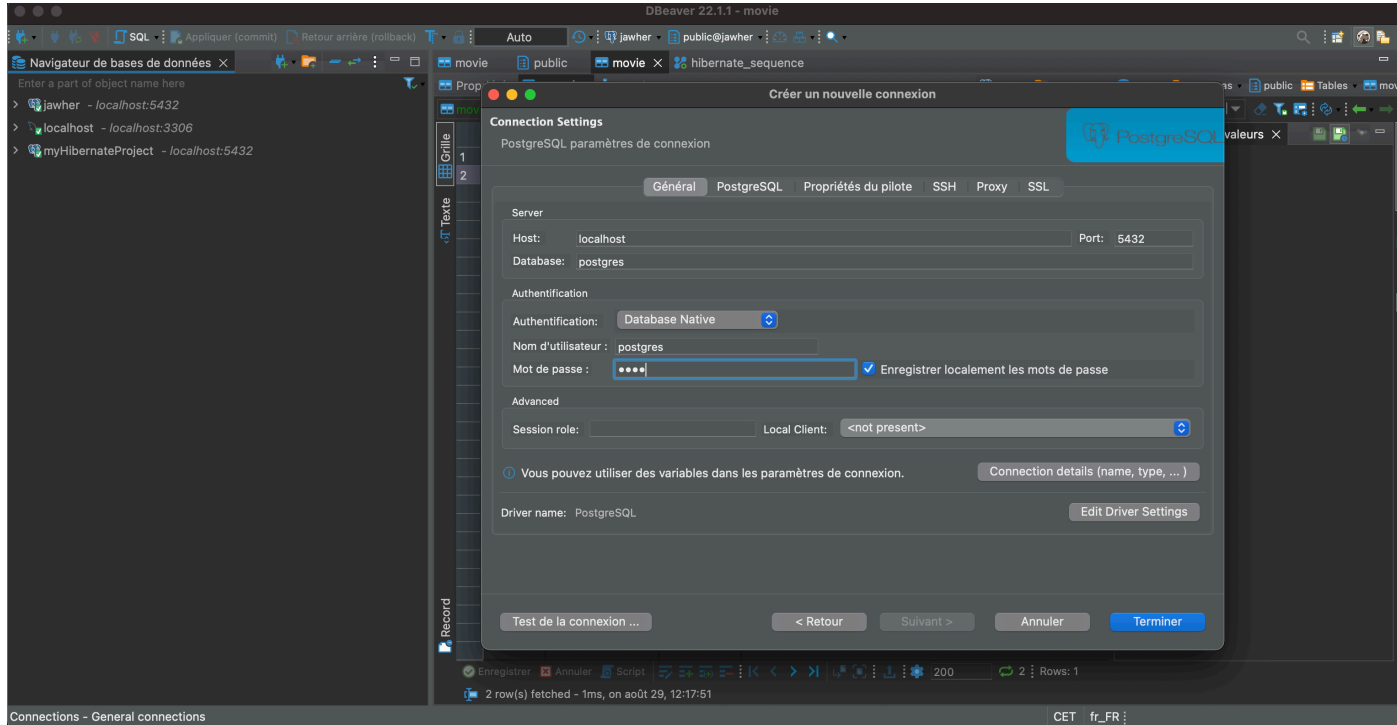 DBeaver 22.1.1 - movie
SQL Appliquer (commit) Retour arrière (rollback) Auto jawher public@jawher
Navigateur de bases de données
Enter a part of object name here
jawher - localhost:5432
localhost - localhost:3306
myHibernateProject - localhost:5432
movie public movie hibernate_sequence
public Tables
valeurs
Grille
Texte
Record
1
2
Créer un nouvelle connexion
Connection Settings
PostgreSQL paramètres de connexion
PostgreSQL
Général PostgreSQL Propriétés du pilote SSH Proxy SSL
Server
Host: localhost Port: 5432
Database: postgres
Authentification
Authentification: Database Native
Nom d'utilisateur : postgres
Mot de passe : •••• Enregistrer localement les mots de passe
Advanced
Session role: Local Client: <not present>
Vous pouvez utiliser des variables dans les paramètres de connexion. Connection details (name, type, ... )
Driver name: PostgreSQL Edit Driver Settings
Test de la connexion ... < Retour Suivant > Annuler Terminer
Enregistrer Annuler Script 200 2 Rows: 1
2 row(s) fetched - 1ms, on août 29, 12:17:51
Connections - General connections CET fr_FR